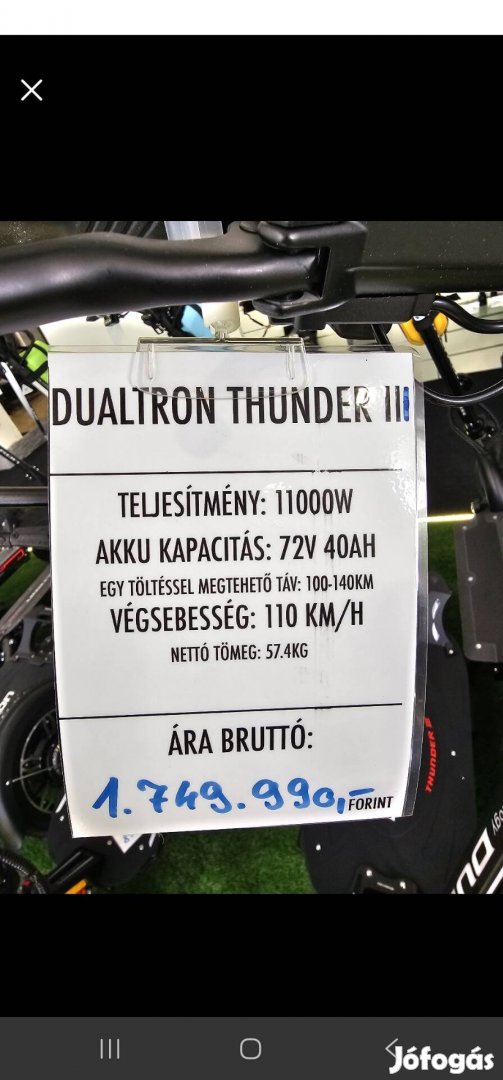 DUALTRON THUNDER III
TELJESÍTMÉNY: 11000W
AKKU KAPACITÁS: 72V 40AH
EGY TÖLTÉSSEL MEGTEHETŐ TÁV: 100-140KM
VÉGSEBESSÉG: 110 KM/H
NETTÓ TÖMEG: 57.4KG
ÁRA BRUTTÓ:
1.749.990,- FORINT
THUNDER
Jófogás